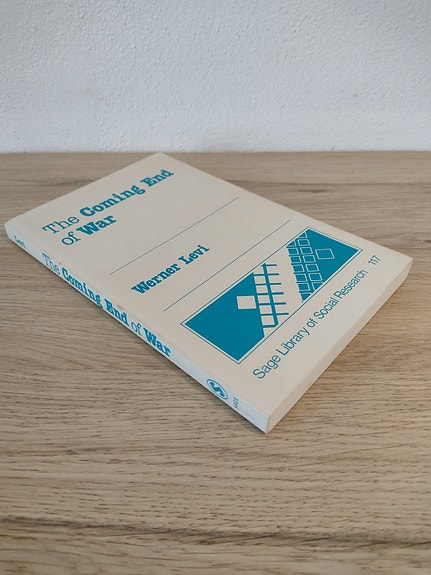 The Coming End
of War
Werner Levi
Sage Library of Social Research 117
Levi
The Coming End of War